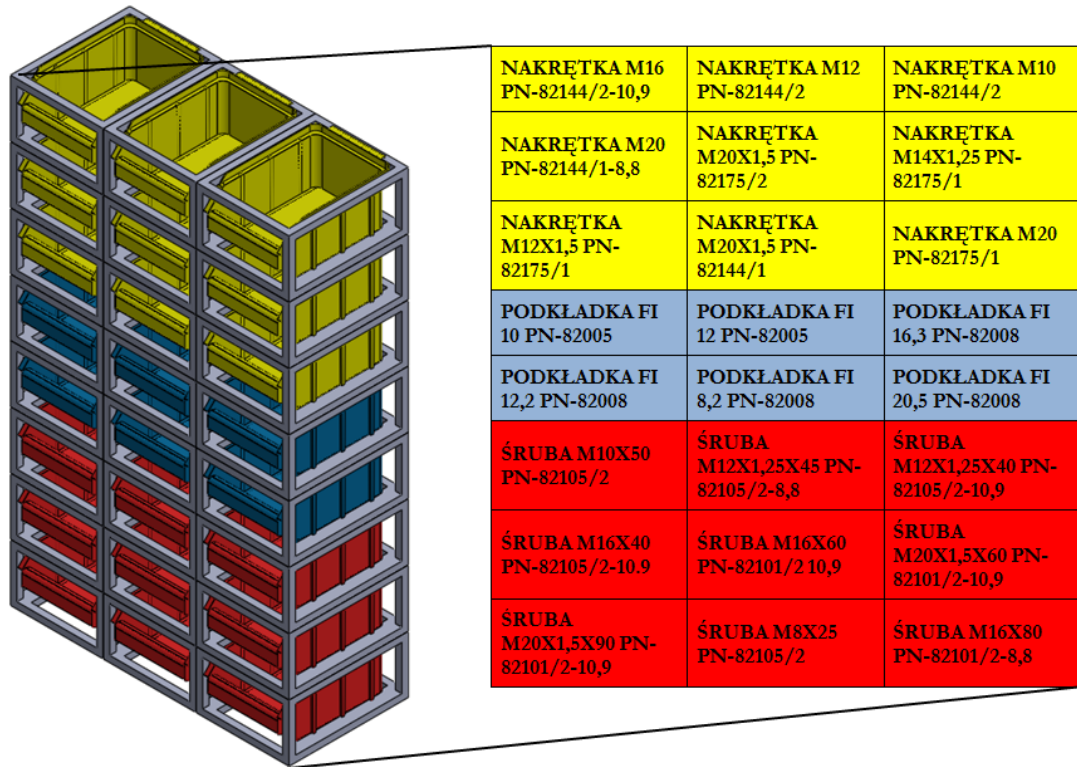 NAKRĘTKA M16
PN-82144/2-10,9
NAKRĘTKA M12
PN-82144/2
NAKRĘTKA M10
PN-82144/2
NAKRĘTKA M20
PN-82144/1-8,8
NAKRĘTKA
M20X1,5 PN-
82175/2
NAKRĘTKA
M14X1,25 PN-
82175/1
NAKRĘTKA
M12X1,5 PN-
82175/1
NAKRĘTKA
M20X1,5 PN-
82144/1
NAKRĘTKA M20
PN-82175/1
PODKŁADKA FI
10 PN-82005
PODKŁADKA FI
12 PN-82005
PODKŁADKA FI
16,3 PN-82008
PODKŁADKA FI
12,2 PN-82008
PODKŁADKA FI
8,2 PN-82008
PODKŁADKA FI
20,5 PN-82008
ŚRUBA M10X50
PN-82105/2
ŚRUBA
M12X1,25X45 PN-
82105/2-8,8
ŚRUBA
M12X1,25X40 PN-
82105/2-10,9
ŚRUBA M16X40
PN-82105/2-10.9
ŚRUBA M16X60
PN-82101/2 10,9
ŚRUBA
M20X1,5X60 PN-
82101/2-10,9
ŚRUBA
M20X1,5X90 PN-
82101/2-10,9
ŚRUBA M8X25
PN-82105/2
ŚRUBA M16X80
PN-82101/2-8,8